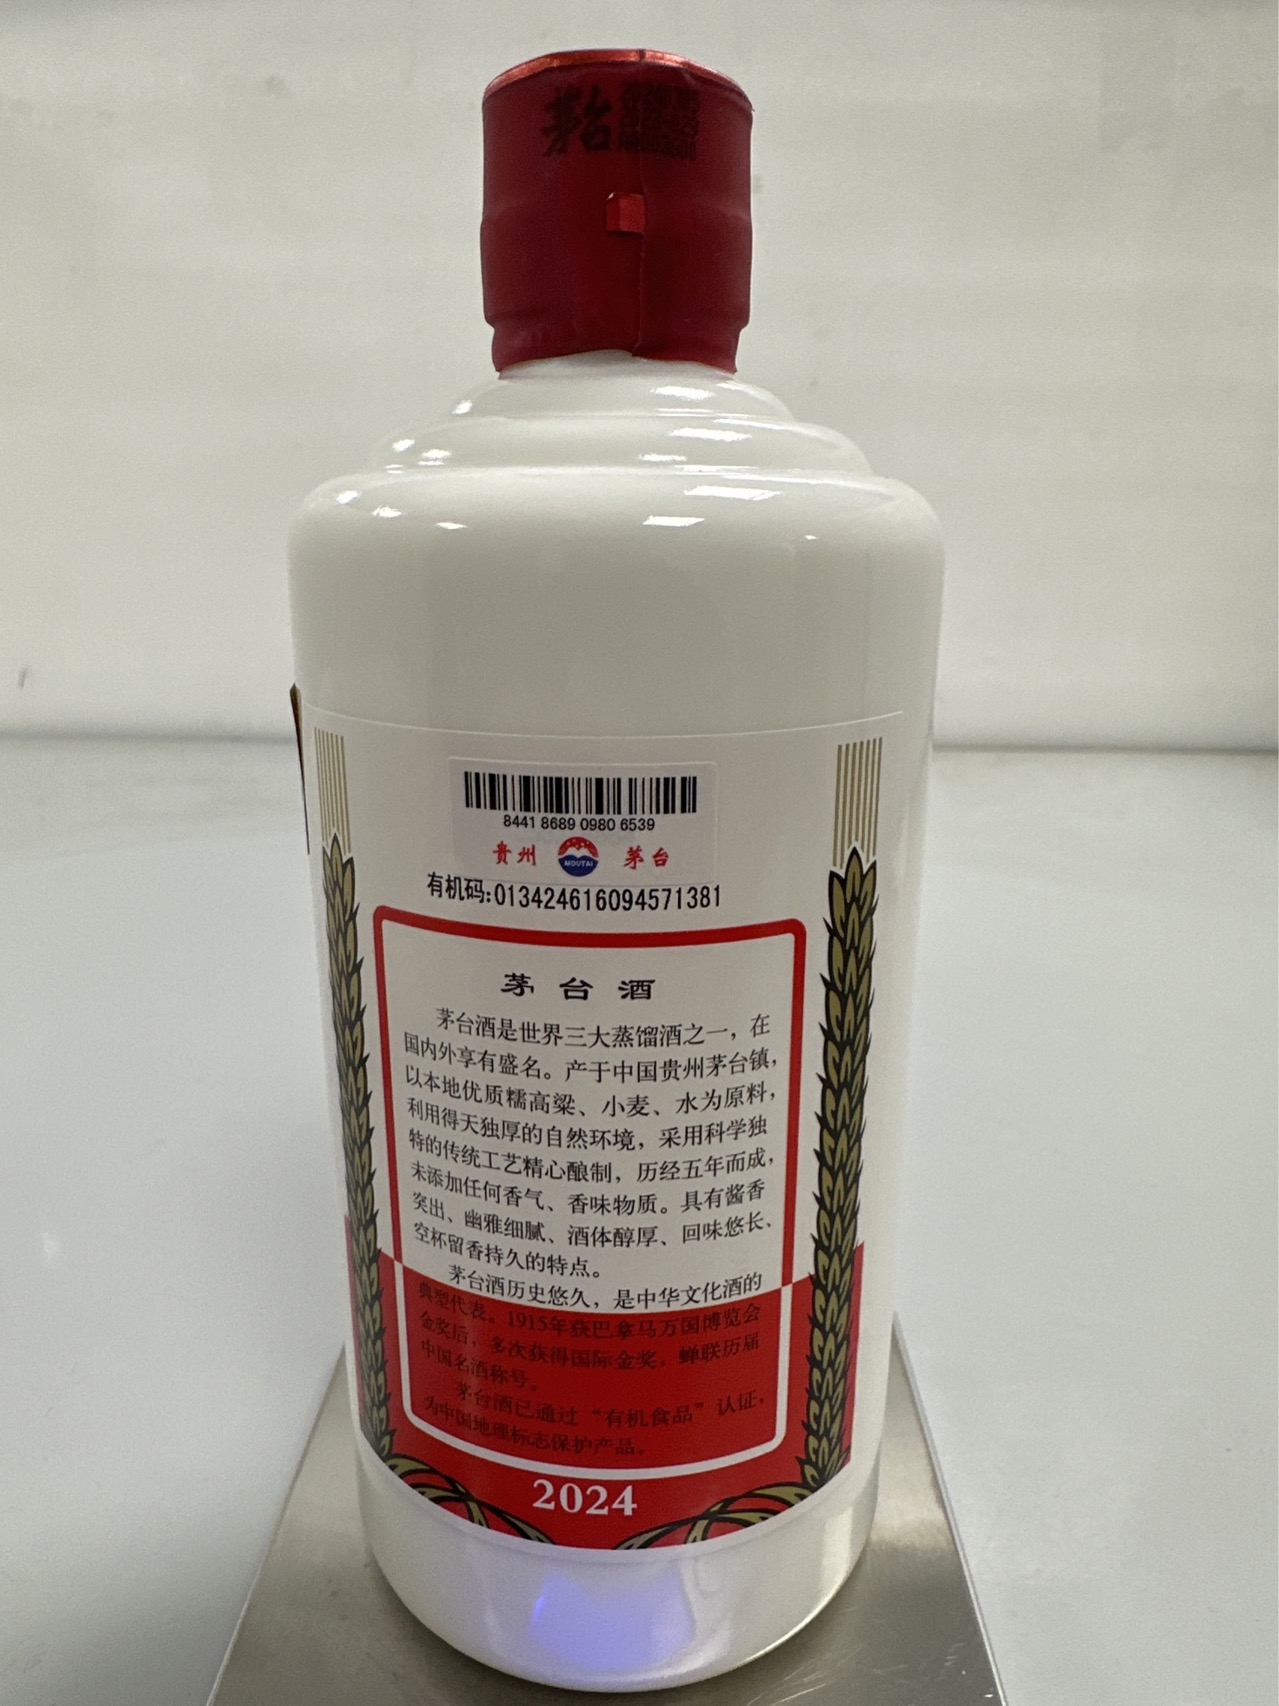 茅台
8441 8689 0980 6539
贵州 MOUTAI 茅台
有机码:013424616094571381
茅台酒
茅台酒是世界三大蒸馏酒之一，在
国内外享有盛名。产于中国贵州茅台镇，
以本地优质糯高粱、小麦、水为原料，
利用得天独厚的自然环境，采用科学独
特的传统工艺精心酿制，历经五年而成，
未添加任何香气、香味物质。具有酱香
突出、幽雅细腻、酒体醇厚、回味悠长、
空杯留香持久的特点。
茅台酒历史悠久，是中华文化酒的
典型代表。1915年获巴拿马万国博览会
金奖后，多次获得国际金奖，蝉联历届
中国名酒称号。
茅台酒已通过“有机食品”认证，
为中国地理标志保护产品。
2024